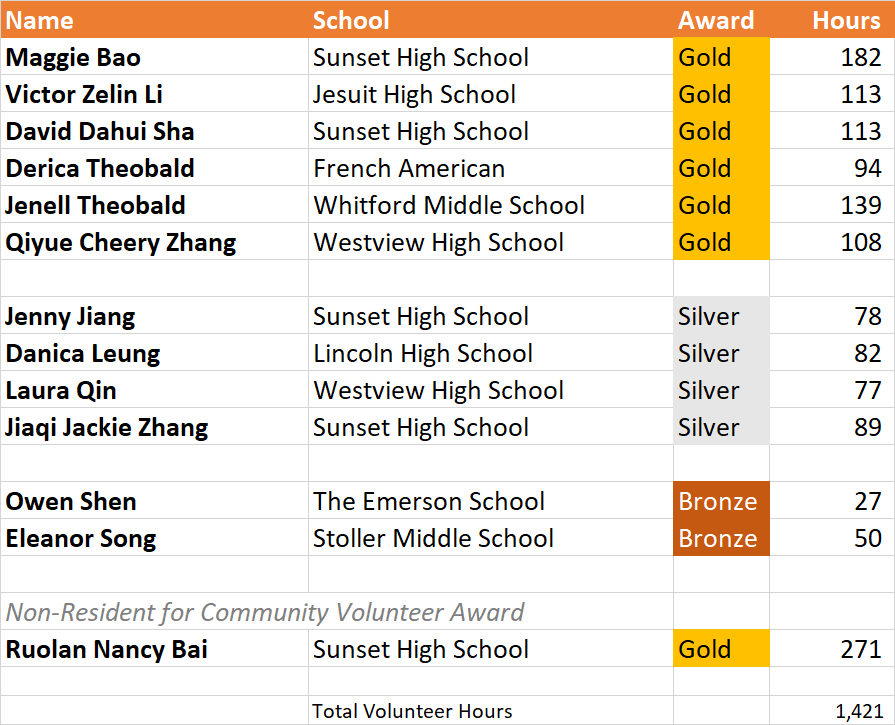 Name School Award Hours
Maggie Bao Sunset High School Gold 182
Victor Zelin Li Jesuit High School Gold 113
David Dahui Sha Sunset High School Gold 113
Derica Theobald French American Gold 94
Jenell Theobald Whitford Middle School Gold 139
Qiyue Cheery Zhang Westview High School Gold 108
Jenny Jiang Sunset High School Silver 78
Danica Leung Lincoln High School Silver 82
Laura Qin Westview High School Silver 77
Jiaqi Jackie Zhang Sunset High School Silver 89
Owen Shen The Emerson School Bronze 27
Eleanor Song Stoller Middle School Bronze 50
Non-Resident for Community Volunteer Award
Ruolan Nancy Bai Sunset High School Gold 271
Total Volunteer Hours 1,421